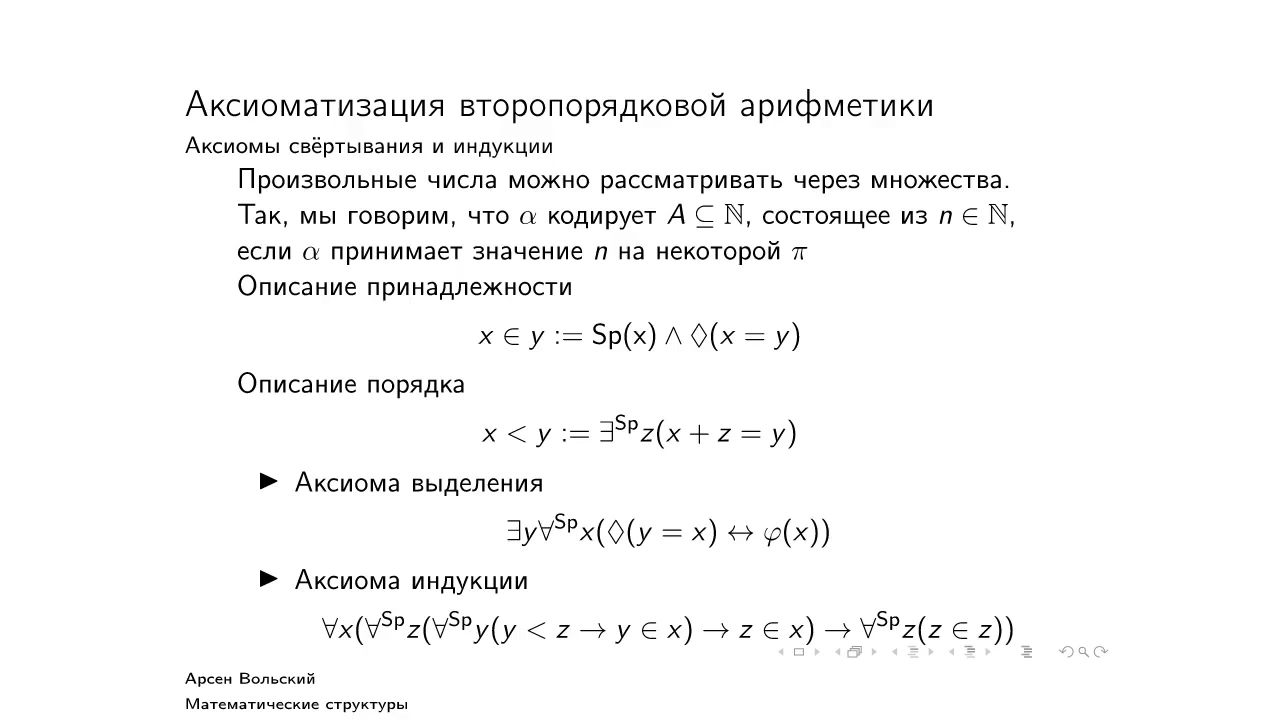 Аксиоматизация второпорядковой арифметики
Аксиомы свёртывания и индукции
Произвольные числа можно рассматривать через множества.
Так, мы говорим, что α кодирует A ⊆ ℕ, состоящее из n ∈ ℕ,
если α принимает значение n на некоторой π
Описание принадлежности
x ∈ y := Sp(x) ∧ ◊(x = y)
Описание порядка
x < y := ∃^Sp z(x + z = y)
▶ Аксиома выделения
∃y∀^Sp x(◊(y = x) ↔ φ(x))
▶ Аксиома индукции
∀x(∀^Sp z(∀^Sp y(y < z → y ∈ x) → z ∈ x) → ∀^Sp z(z ∈ z))
Арсен Вольский
Математические структуры